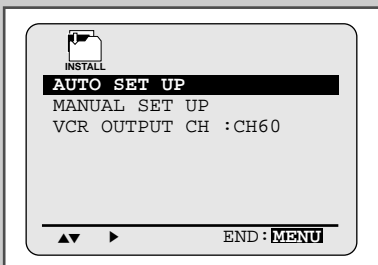 INSTALL
AUTO SET UP
MANUAL SET UP
VCR OUTPUT CH :CH60
▲▼ ▶ END:MENU